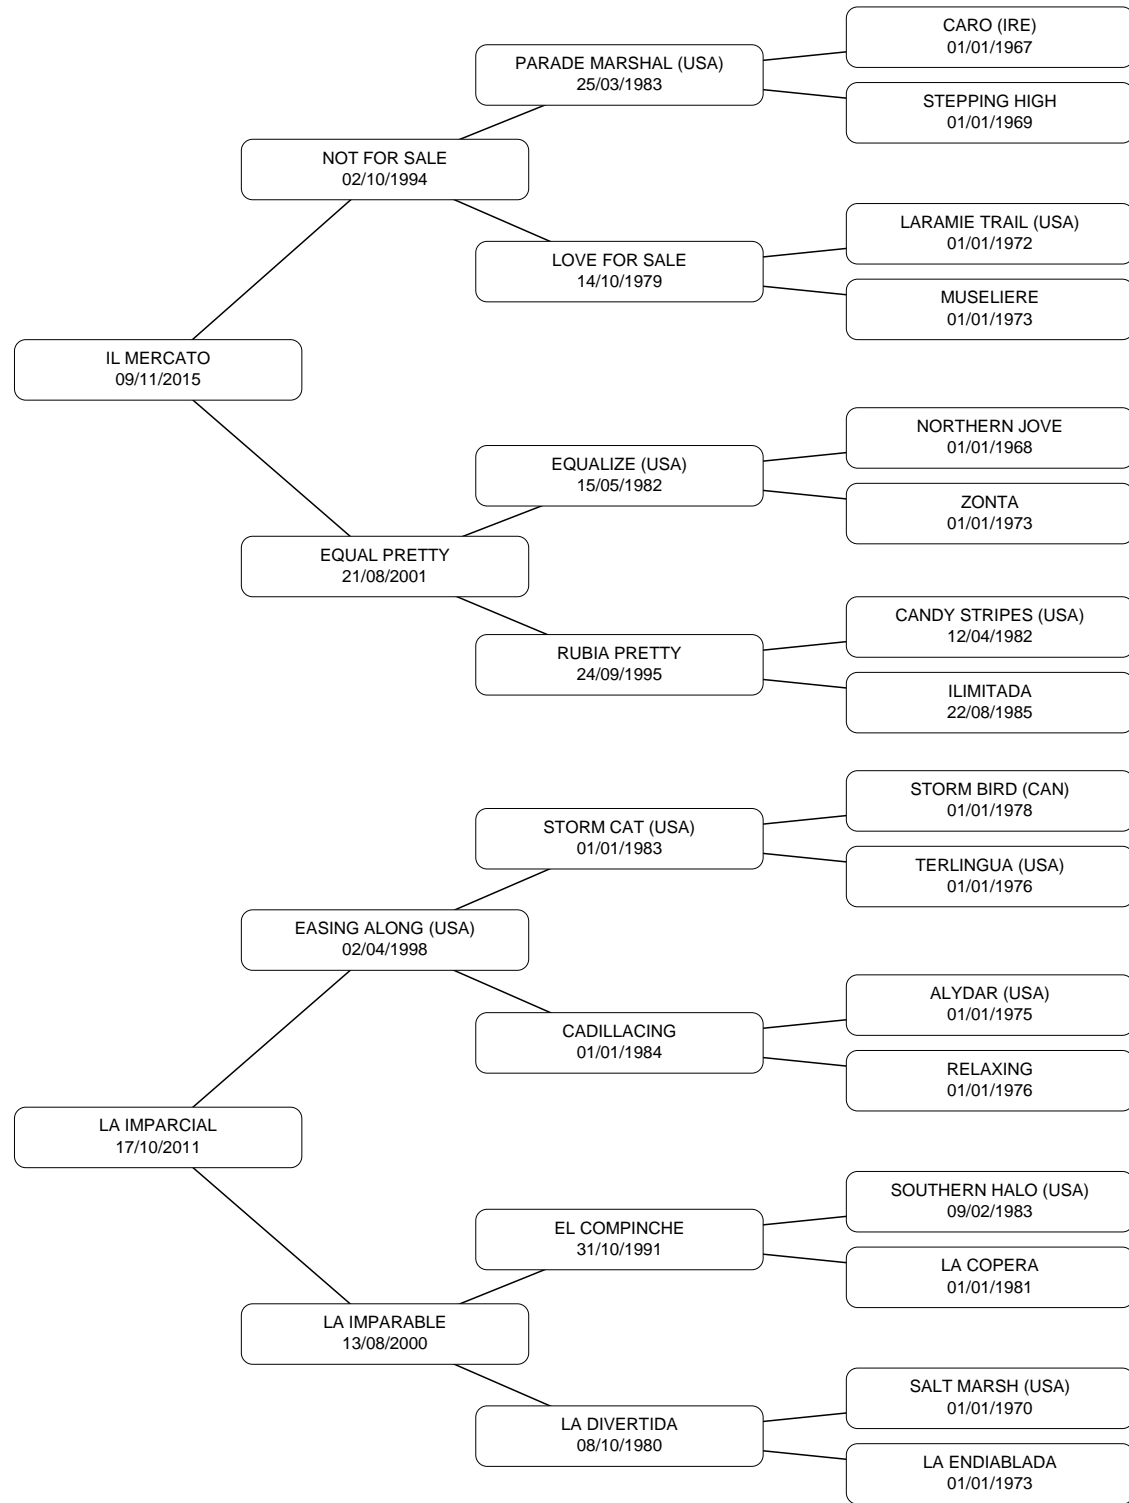 CARO (IRE)
01/01/1967
PARADE MARSHAL (USA)
25/03/1983
STEPPING HIGH
01/01/1969
NOT FOR SALE
02/10/1994
LARAMIE TRAIL (USA)
01/01/1972
LOVE FOR SALE
14/10/1979
MUSELIERE
01/01/1973
IL MERCATO
09/11/2015
NORTHERN JOVE
01/01/1968
EQUALIZE (USA)
15/05/1982
ZONTA
01/01/1973
EQUAL PRETTY
21/08/2001
CANDY STRIPES (USA)
12/04/1982
RUBIA PRETTY
24/09/1995
ILIMITADA
22/08/1985
STORM BIRD (CAN)
01/01/1978
STORM CAT (USA)
01/01/1983
TERLINGUA (USA)
01/01/1976
EASING ALONG (USA)
02/04/1998
ALYDAR (USA)
01/01/1975
CADILLACING
01/01/1984
RELAXING
01/01/1976
LA IMPARCIAL
17/10/2011
SOUTHERN HALO (USA)
09/02/1983
EL COMPINCHE
31/10/1991
LA COPERA
01/01/1981
LA IMPARABLE
13/08/2000
SALT MARSH (USA)
01/01/1970
LA DIVERTIDA
08/10/1980
LA ENDIABLADA
01/01/1973